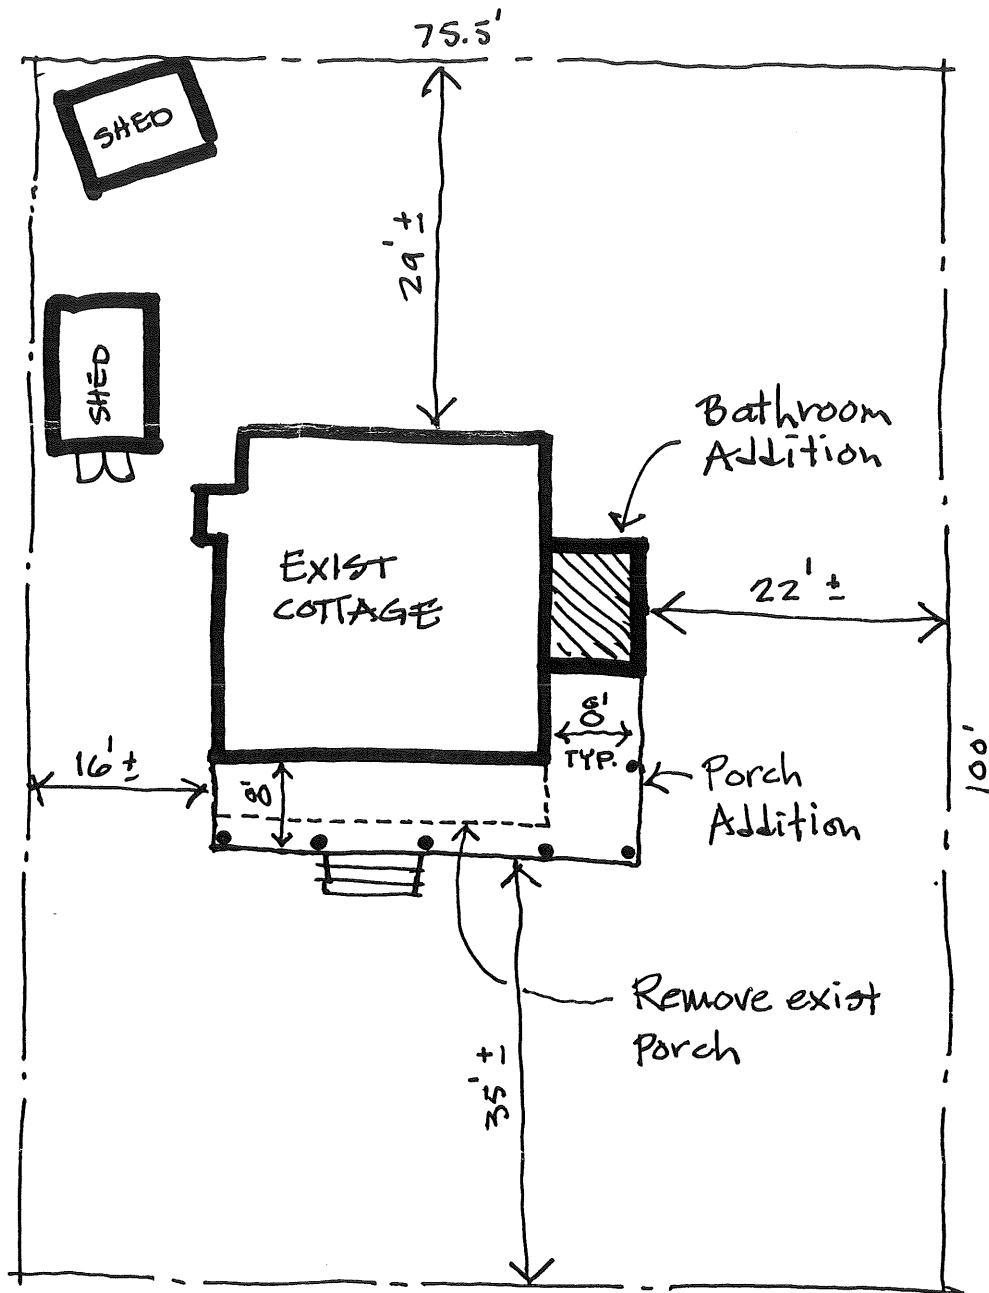 75.5'
SHED
29' ±
SHED
Bathroom
Addition
EXIST
COTTAGE
22' ±
8'
TYP.
16' ±
8'
Porch
Addition
100'
Remove exist
Porch
35' ±